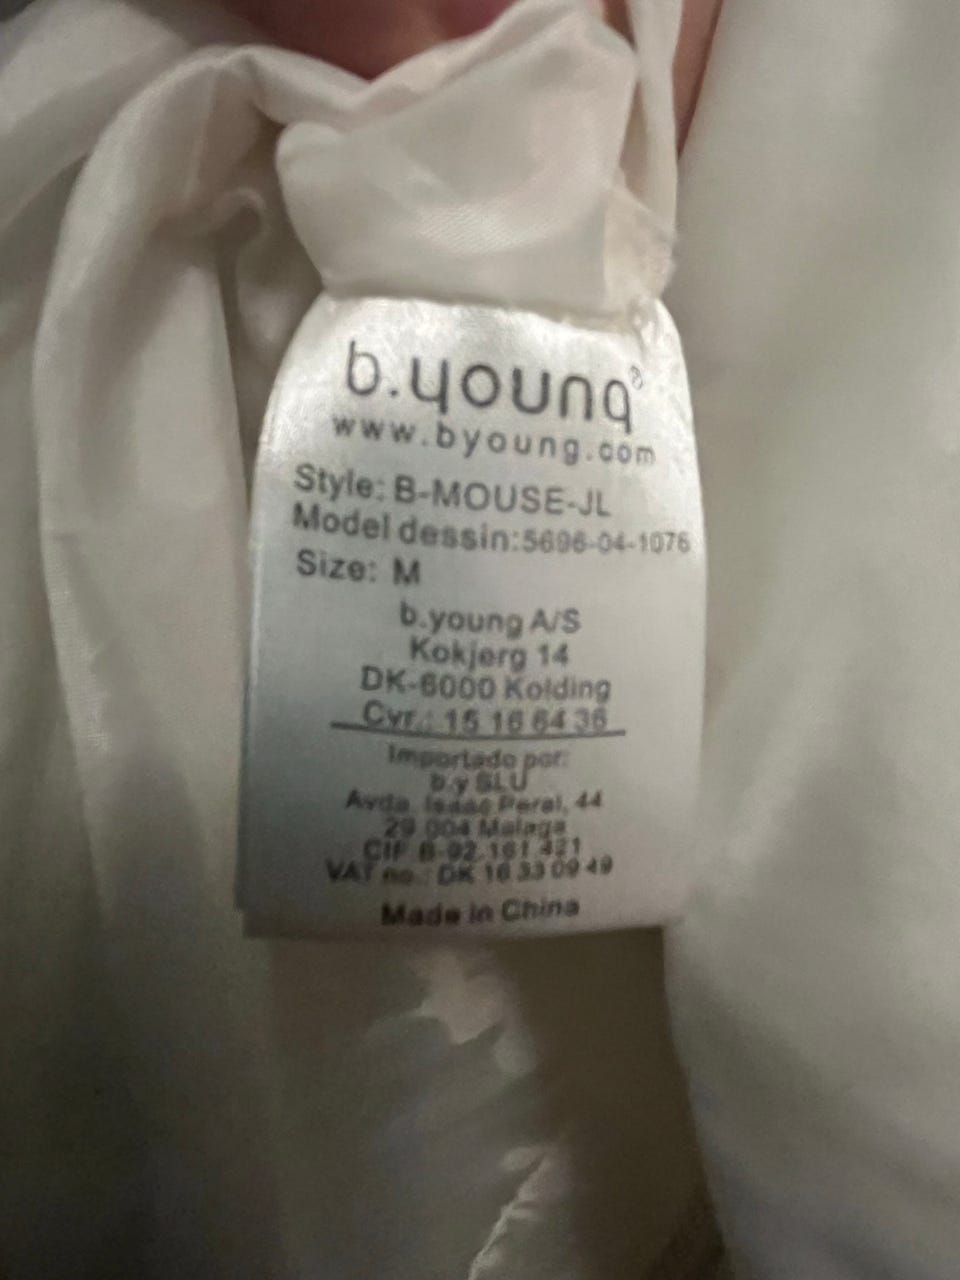 b.young®
www.byoung.com
Style: B-MOUSE-JL
Model dessin:5696-04-1076
Size: M
b.young A/S
Kokjerg 14
DK-6000 Kolding
Cvr.: 15 16 64 36
Importado por:
b.y SLU
Avda. Isaac Peral, 44
29 004 Malaga
CIF B-92.161.421
VAT no.: DK 16 33 09 49
Made in China